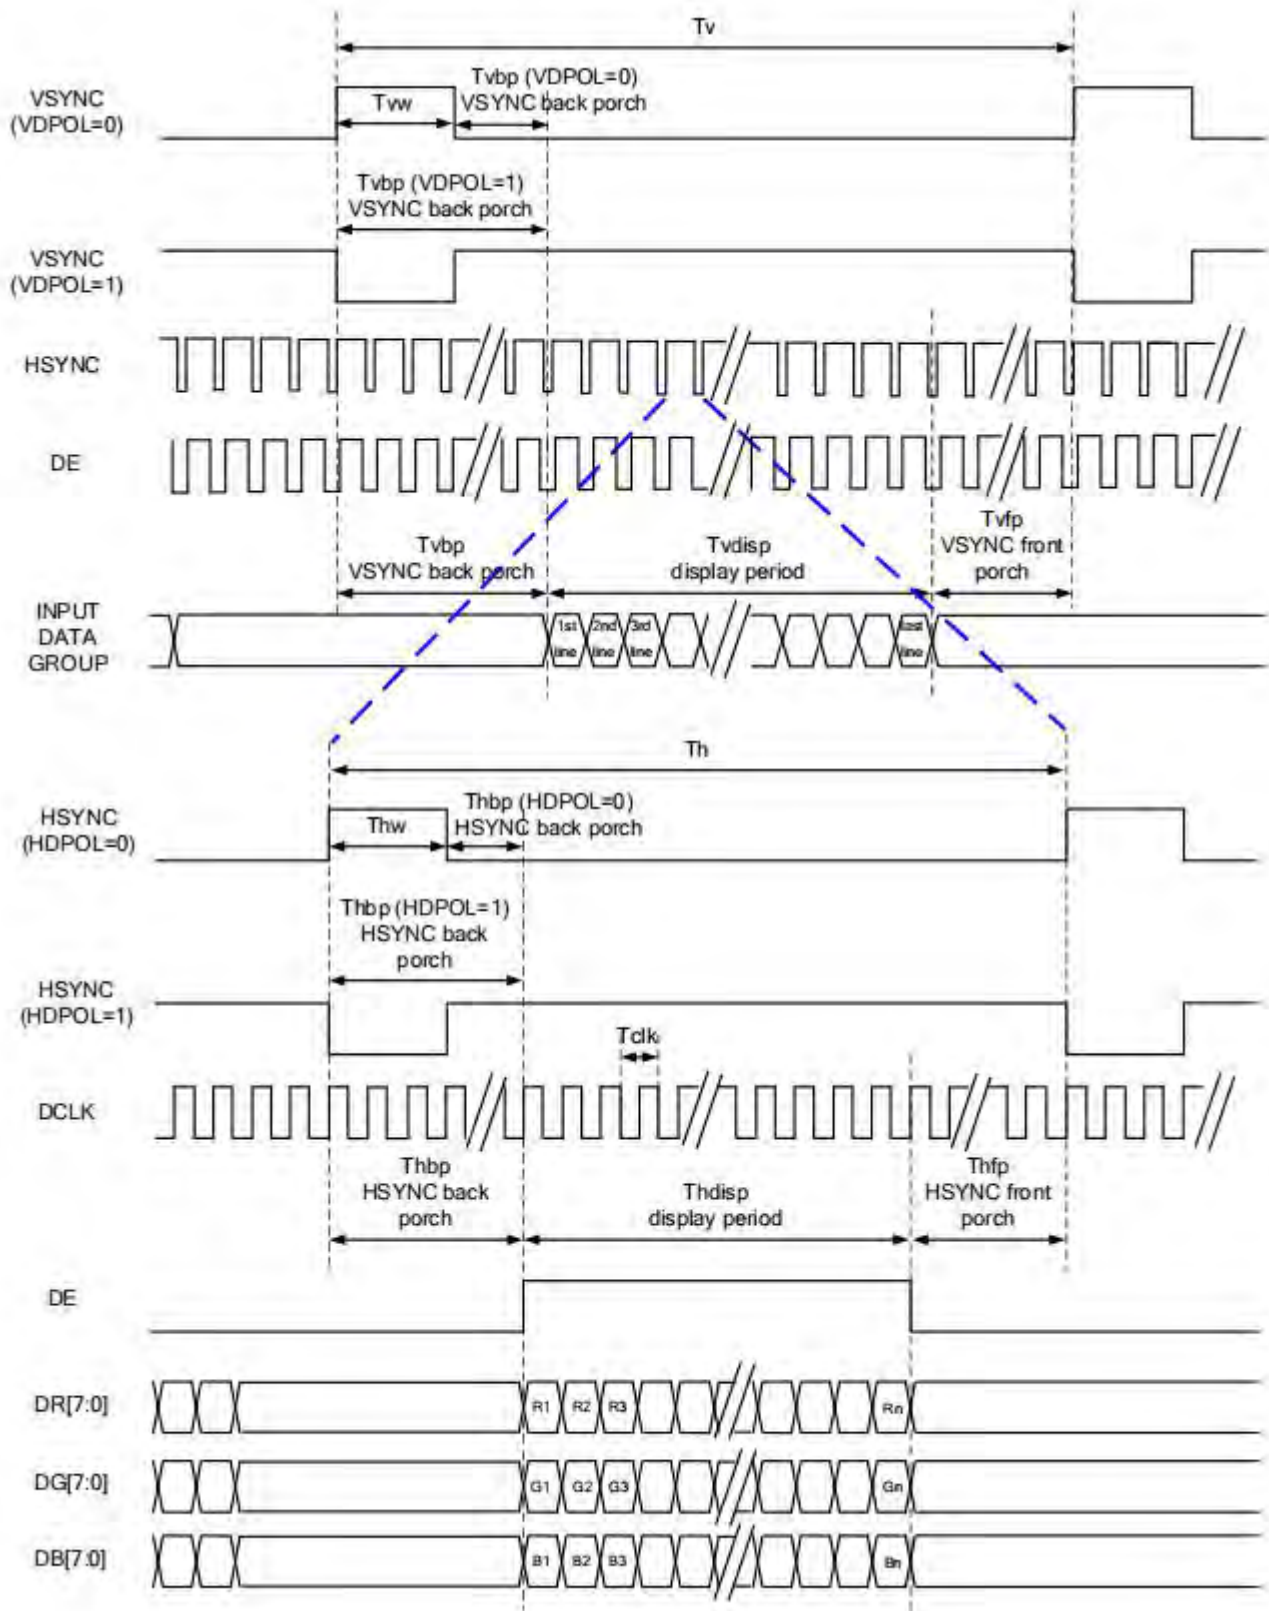 Tv
VSYNC
(VDPOL=0)
Tvw
Tvbp (VDPOL=0)
VSYNC back porch
Tvbp (VDPOL=1)
VSYNC back porch
VSYNC
(VDPOL=1)
HSYNC
DE
Tvbp
VSYNC back porch
Tvdisp
display period
Tvfp
VSYNC front
porch
INPUT
DATA
GROUP
1st
line
2nd
line
3rd
line
last
line
Th
HSYNC
(HDPOL=0)
Thw
Thbp (HDPOL=0)
HSYNC back porch
Thbp (HDPOL=1)
HSYNC back
porch
HSYNC
(HDPOL=1)
Tclk
DCLK
Thbp
HSYNC back
porch
Thdisp
display period
Thfp
HSYNC front
porch
DE
DR[7:0]
R1 R2 R3 Rn
DG[7:0]
G1 G2 G3 Gn
DB[7:0]
B1 B2 B3 Bn